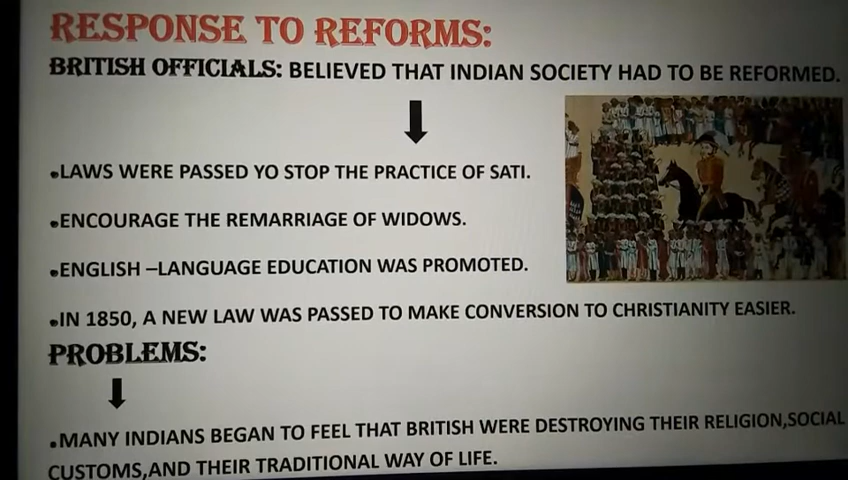 RESPONSE TO REFORMS:
BRITISH OFFICIALS: BELIEVED THAT INDIAN SOCIETY HAD TO BE REFORMED.
•LAWS WERE PASSED YO STOP THE PRACTICE OF SATI.
•ENCOURAGE THE REMARRIAGE OF WIDOWS.
•ENGLISH –LANGUAGE EDUCATION WAS PROMOTED.
•IN 1850, A NEW LAW WAS PASSED TO MAKE CONVERSION TO CHRISTIANITY EASIER.
PROBLEMS:
•MANY INDIANS BEGAN TO FEEL THAT BRITISH WERE DESTROYING THEIR RELIGION,SOCIAL
CUSTOMS,AND THEIR TRADITIONAL WAY OF LIFE.